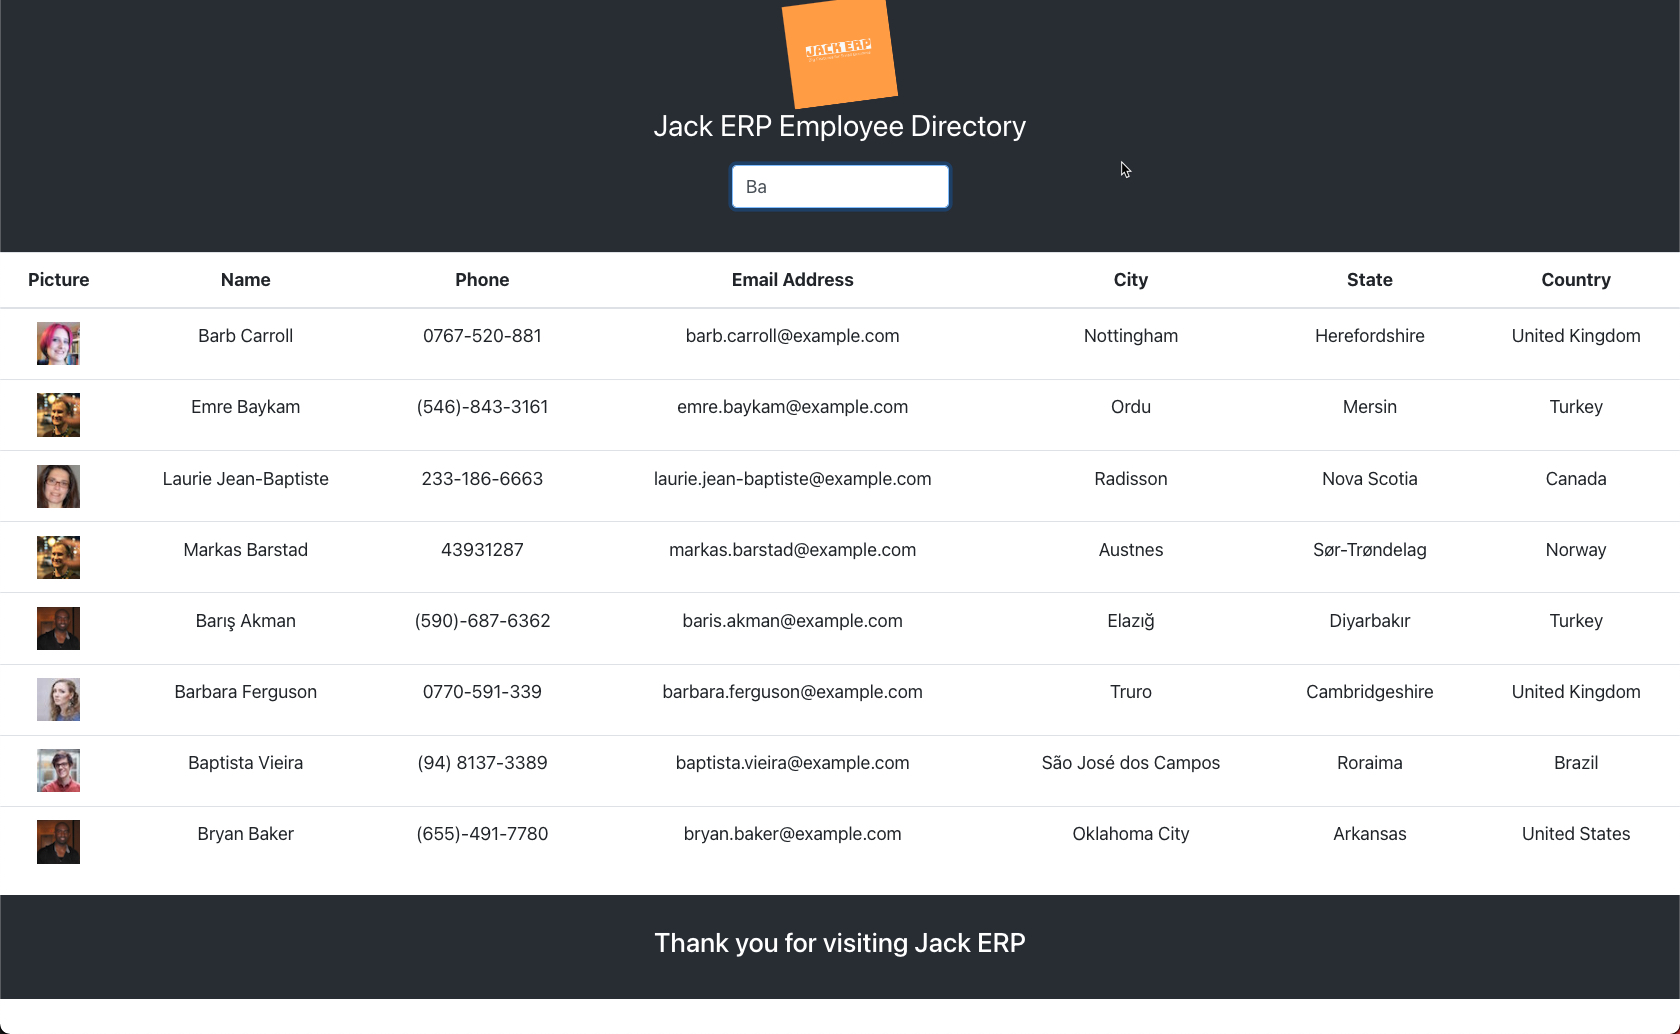 JACK ERP
Jack ERP Employee Directory
Ba
Picture Name Phone Email Address City State Country
Barb Carroll 0767-520-881 barb.carroll@example.com Nottingham Herefordshire United Kingdom
Emre Baykam (546)-843-3161 emre.baykam@example.com Ordu Mersin Turkey
Laurie Jean-Baptiste 233-186-6663 laurie.jean-baptiste@example.com Radisson Nova Scotia Canada
Markas Barstad 43931287 markas.barstad@example.com Austnes Sør-Trøndelag Norway
Barış Akman (590)-687-6362 baris.akman@example.com Elazığ Diyarbakır Turkey
Barbara Ferguson 0770-591-339 barbara.ferguson@example.com Truro Cambridgeshire United Kingdom
Baptista Vieira (94) 8137-3389 baptista.vieira@example.com São José dos Campos Roraima Brazil
Bryan Baker (655)-491-7780 bryan.baker@example.com Oklahoma City Arkansas United States
Thank you for visiting Jack ERP